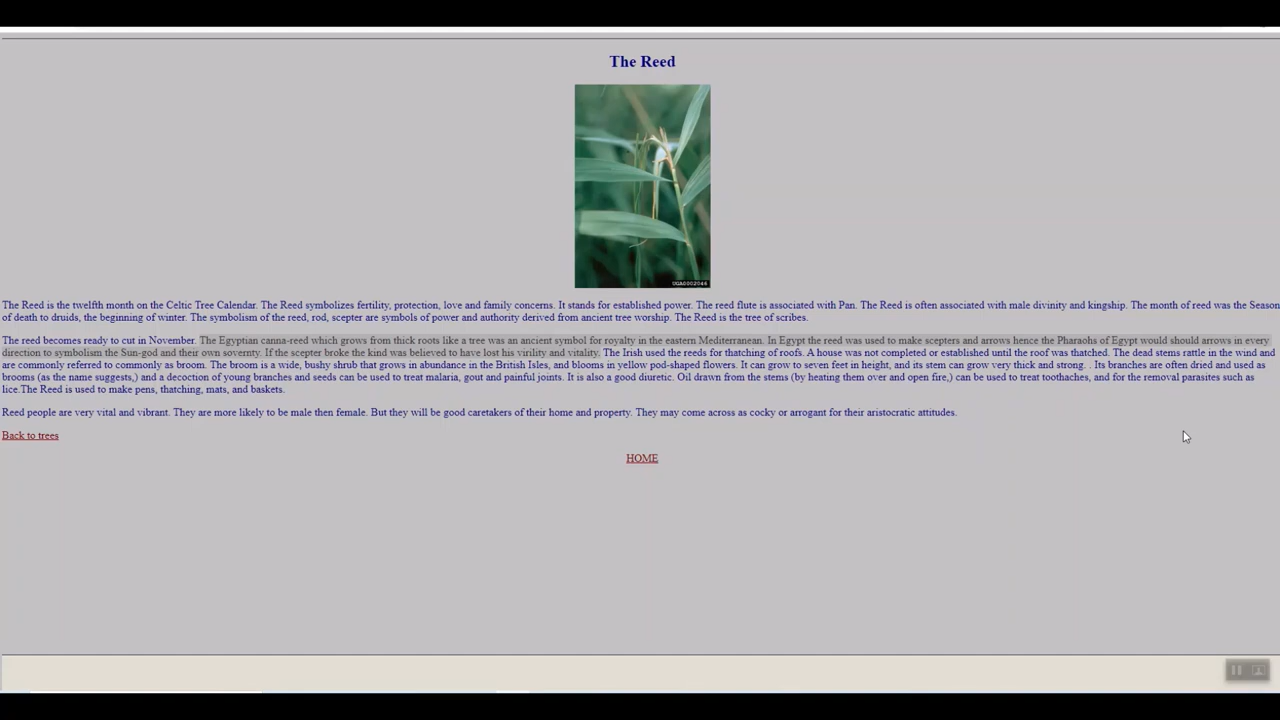 The Reed
UGA0002046
The Reed is the twelfth month on the Celtic Tree Calendar. The Reed symbolizes fertility, protection, love and family concerns. It stands for established power. The reed flute is associated with Pan. The Reed is often associated with male divinity and kingship. The month of reed was the Season
of death to druids, the beginning of winter. The symbolism of the reed, rod, scepter are symbols of power and authority derived from ancient tree worship. The Reed is the tree of scribes.
The reed becomes ready to cut in November. The Egyptian canna-reed which grows from thick roots like a tree was an ancient symbol for royalty in the eastern Mediterranean. In Egypt the reed was used to make scepters and arrows hence the Pharaohs of Egypt would should arrows in every
direction to symbolism the Sun-god and their own sovernty. If the scepter broke the kind was believed to have lost his virility and vitality. The Irish used the reeds for thatching of roofs. A house was not completed or established until the roof was thatched. The dead stems rattle in the wind and
are commonly referred to commonly as broom. The broom is a wide, bushy shrub that grows in abundance in the British Isles, and blooms in yellow pod-shaped flowers. It can grow to seven feet in height, and its stem can grow very thick and strong. . Its branches are often dried and used as
brooms (as the name suggests,) and a decoction of young branches and seeds can be used to treat malaria, gout and painful joints. It is also a good diuretic. Oil drawn from the stems (by heating them over and open fire,) can be used to treat toothaches, and for the removal parasites such as
lice.The Reed is used to make pens, thatching, mats, and baskets.
Reed people are very vital and vibrant. They are more likely to be male then female. But they will be good caretakers of their home and property. They may come across as cocky or arrogant for their aristocratic attitudes.
Back to trees
HOME